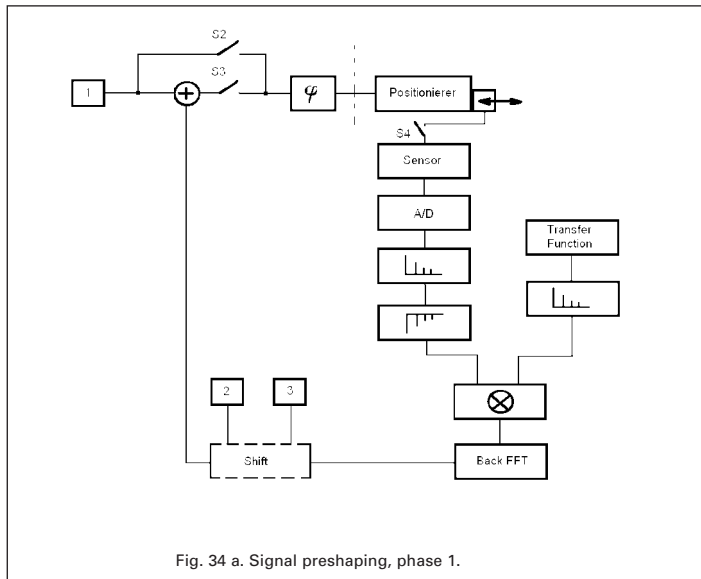 S2
S3
1
+
φ
Positionierer
S4
Sensor
A/D
Transfer
Function
2
3
Shift
Back FFT
Fig. 34 a. Signal preshaping, phase 1.